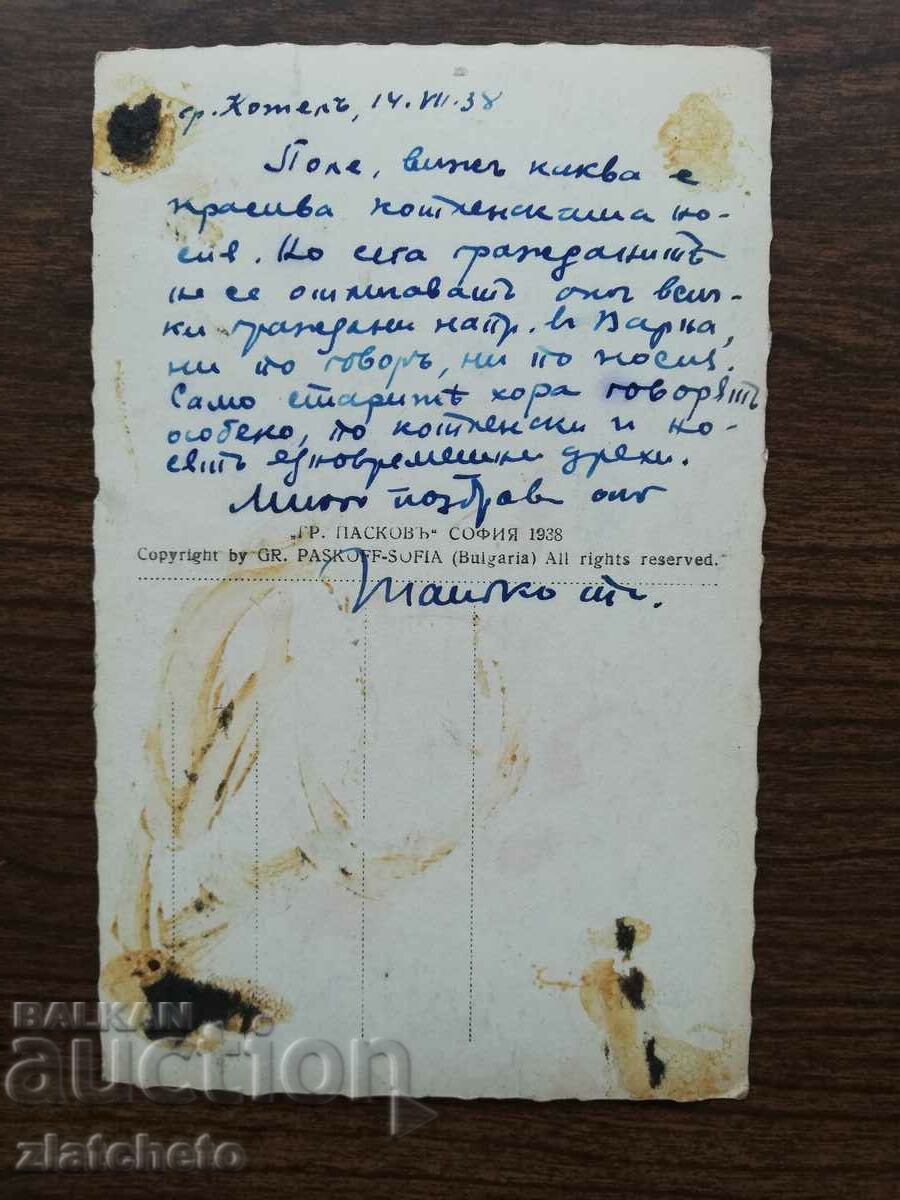 гр. Котелъ, 14.VII.38
Поле, вижъ каква е
красива котленската но-
сия. Но сега гражданитѣ
не се отличаватъ отъ всич-
ки граждани напр. въ Варна,
ни по говоръ, ни по носия.
Само старитѣ хора говорятъ
особено, по котленски и но-
сятъ едновремешни дрехи.
Много поздрави отъ
„ГР. ПАСКОВЪ“ СОФИЯ 1938
Copyright by GR. PASKOFF-SOFIA (Bulgaria) All rights reserved.
BALKAN
auction
zlatcheto